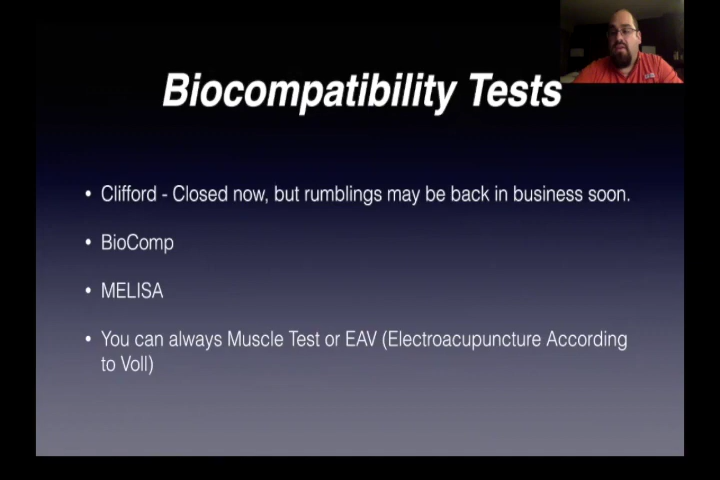 Biocompatibility Tests
• Clifford - Closed now, but rumblings may be back in business soon.
• BioComp
• MELISA
• You can always Muscle Test or EAV (Electroacupuncture According
to Voll)